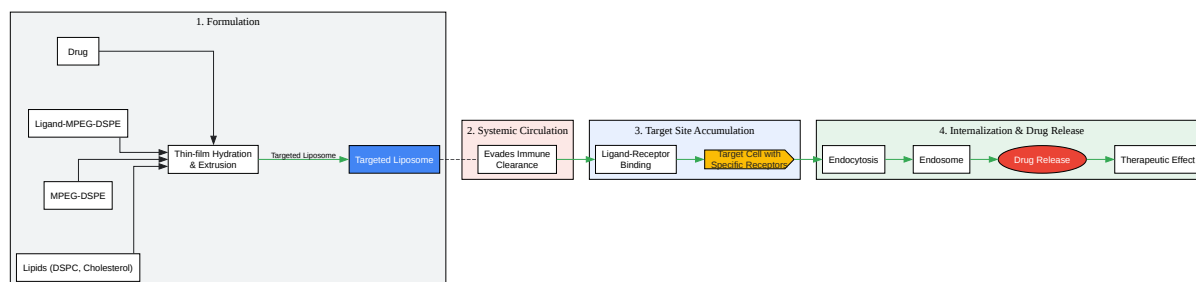 1. Formulation
Drug
Ligand-MPEG-DSPE
MPEG-DSPE
Lipids (DSPC, Cholesterol)
Thin-film Hydration
& Extrusion
Targeted Liposome
Targeted Liposome
2. Systemic Circulation
Evades Immune
Clearance
3. Target Site Accumulation
Ligand-Receptor
Binding
Target Cell with
Specific Receptors
4. Internalization & Drug Release
Endocytosis
Endosome
Drug Release
Therapeutic Effect